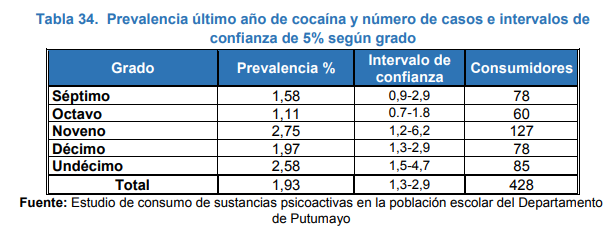 Tabla 34.  Prevalencia último año de cocaína y número de casos e intervalos de
confianza de 5% según grado
Grado Prevalencia % Intervalo de confianza Consumidores
Séptimo 1,58 0,9-2,9 78
Octavo 1,11 0.7-1.8 60
Noveno 2,75 1,2-6,2 127
Décimo 1,97 1,3-2,9 78
Undécimo 2,58 1,5-4,7 85
Total 1,93 1,3-2,9 428
Fuente: Estudio de consumo de sustancias psicoactivas en la población escolar del Departamento
de Putumayo